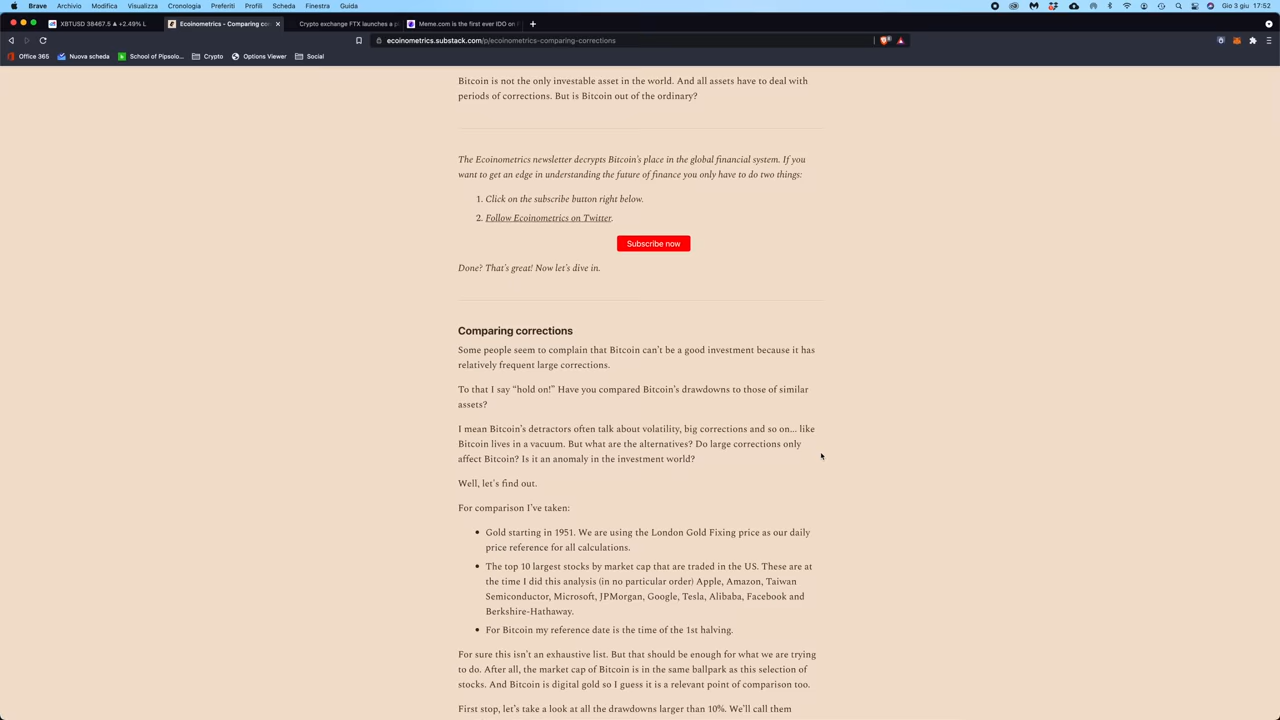 Brave Archivio Modifica Visualizza Cronologia Preferiti Profili Scheda Finestra Guida Gio 3 giu 17:52
XBTUSD 38467.5 ▲ +2.49% L Ecoinometrics - Comparing co Crypto exchange FTX launches a p Meme.com is the first ever IDO on
ecoinometrics.substack.com/p/ecoinometrics-comparing-corrections
Office 365 Nuova scheda School of Pipsolo... Crypto Options Viewer Social
Bitcoin is not the only investable asset in the world. And all assets have to deal with
periods of corrections. But is Bitcoin out of the ordinary?
The Ecoinometrics newsletter decrypts Bitcoin's place in the global financial system. If you
want to get an edge in understanding the future of finance you only have to do two things:
1. Click on the subscribe button right below.
2. Follow Ecoinometrics on Twitter.
Subscribe now
Done? That's great! Now let's dive in.
Comparing corrections
Some people seem to complain that Bitcoin can't be a good investment because it has
relatively frequent large corrections.
To that I say “hold on!” Have you compared Bitcoin's drawdowns to those of similar
assets?
I mean Bitcoin's detractors often talk about volatility, big corrections and so on... like
Bitcoin lives in a vacuum. But what are the alternatives? Do large corrections only
affect Bitcoin? Is it an anomaly in the investment world?
Well, let's find out.
For comparison I've taken:
• Gold starting in 1951. We are using the London Gold Fixing price as our daily
price reference for all calculations.
• The top 10 largest stocks by market cap that are traded in the US. These are at
the time I did this analysis (in no particular order) Apple, Amazon, Taiwan
Semiconductor, Microsoft, JPMorgan, Google, Tesla, Alibaba, Facebook and
Berkshire-Hathaway.
• For Bitcoin my reference date is the time of the 1st halving.
For sure this isn't an exhaustive list. But that should be enough for what we are trying
to do. After all, the market cap of Bitcoin is in the same ballpark as this selection of
stocks. And Bitcoin is digital gold so I guess it is a relevant point of comparison too.
First stop, let's take a look at all the drawdowns larger than 10%. We'll call them